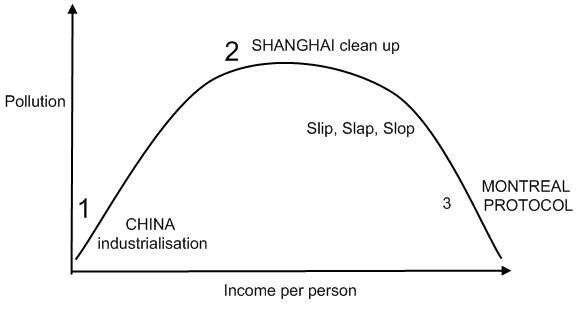 2 SHANGHAI clean up
Pollution
Slip, Slap, Slop
1
CHINA
industrialisation
3
MONTREAL
PROTOCOL
Income per person